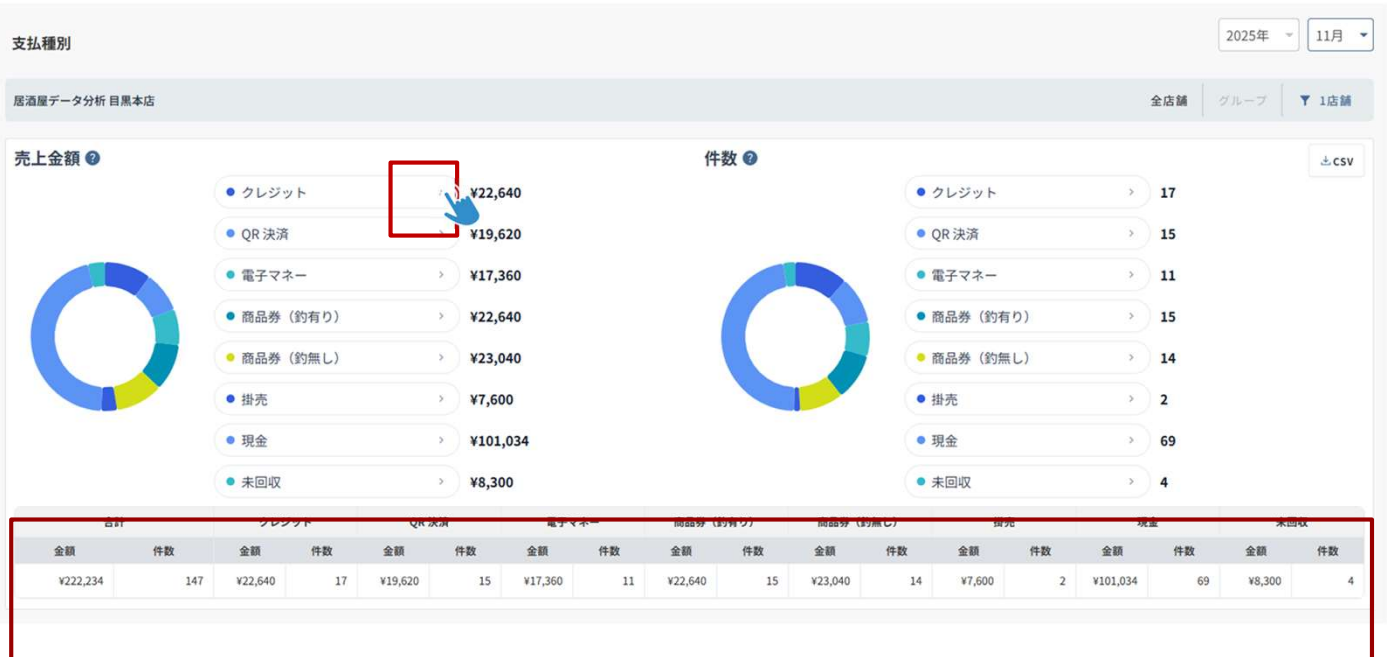 支払種別
2025年 11月
居酒屋データ分析 目黒本店 全店舗 グループ 1店舗
売上金額 ?
クレジット ¥22,640
QR 決済 ¥19,620
電子マネー ¥17,360
商品券（釣有り） ¥22,640
商品券（釣無し） ¥23,040
掛売 ¥7,600
現金 ¥101,034
未回収 ¥8,300
件数 ?
CSV
クレジット 17
QR 決済 15
電子マネー 11
商品券（釣有り） 15
商品券（釣無し） 14
掛売 2
現金 69
未回収 4
合計 クレジット QR 決済 電子マネー 商品券（釣有り） 商品券（釣無し） 掛売 現金 未回収
金額 件数 金額 件数 金額 件数 金額 件数 金額 件数 金額 件数 金額 件数 金額 件数 金額 件数
¥222,234 147 ¥22,640 17 ¥19,620 15 ¥17,360 11 ¥22,640 15 ¥23,040 14 ¥7,600 2 ¥101,034 69 ¥8,300 4